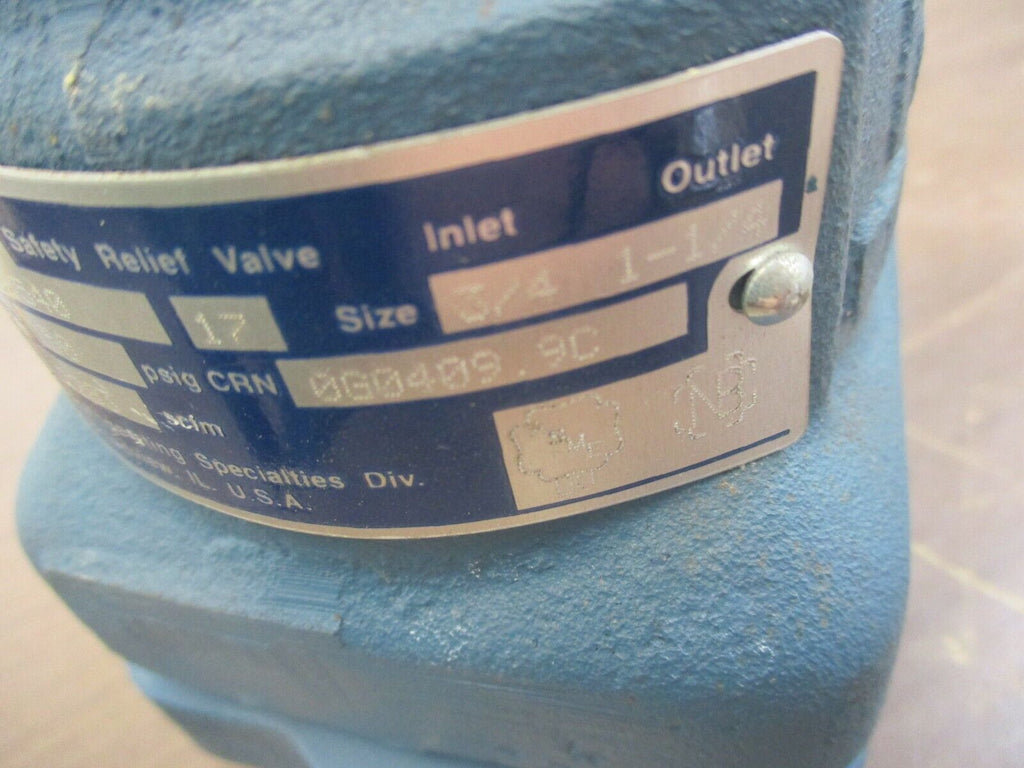 Safety Relief Valve Inlet Outlet
17 Size 3/4 1-1/4
psig CRN 0G0409.9C
scfm
Specialties Div.
IL. U.S.A.
NB